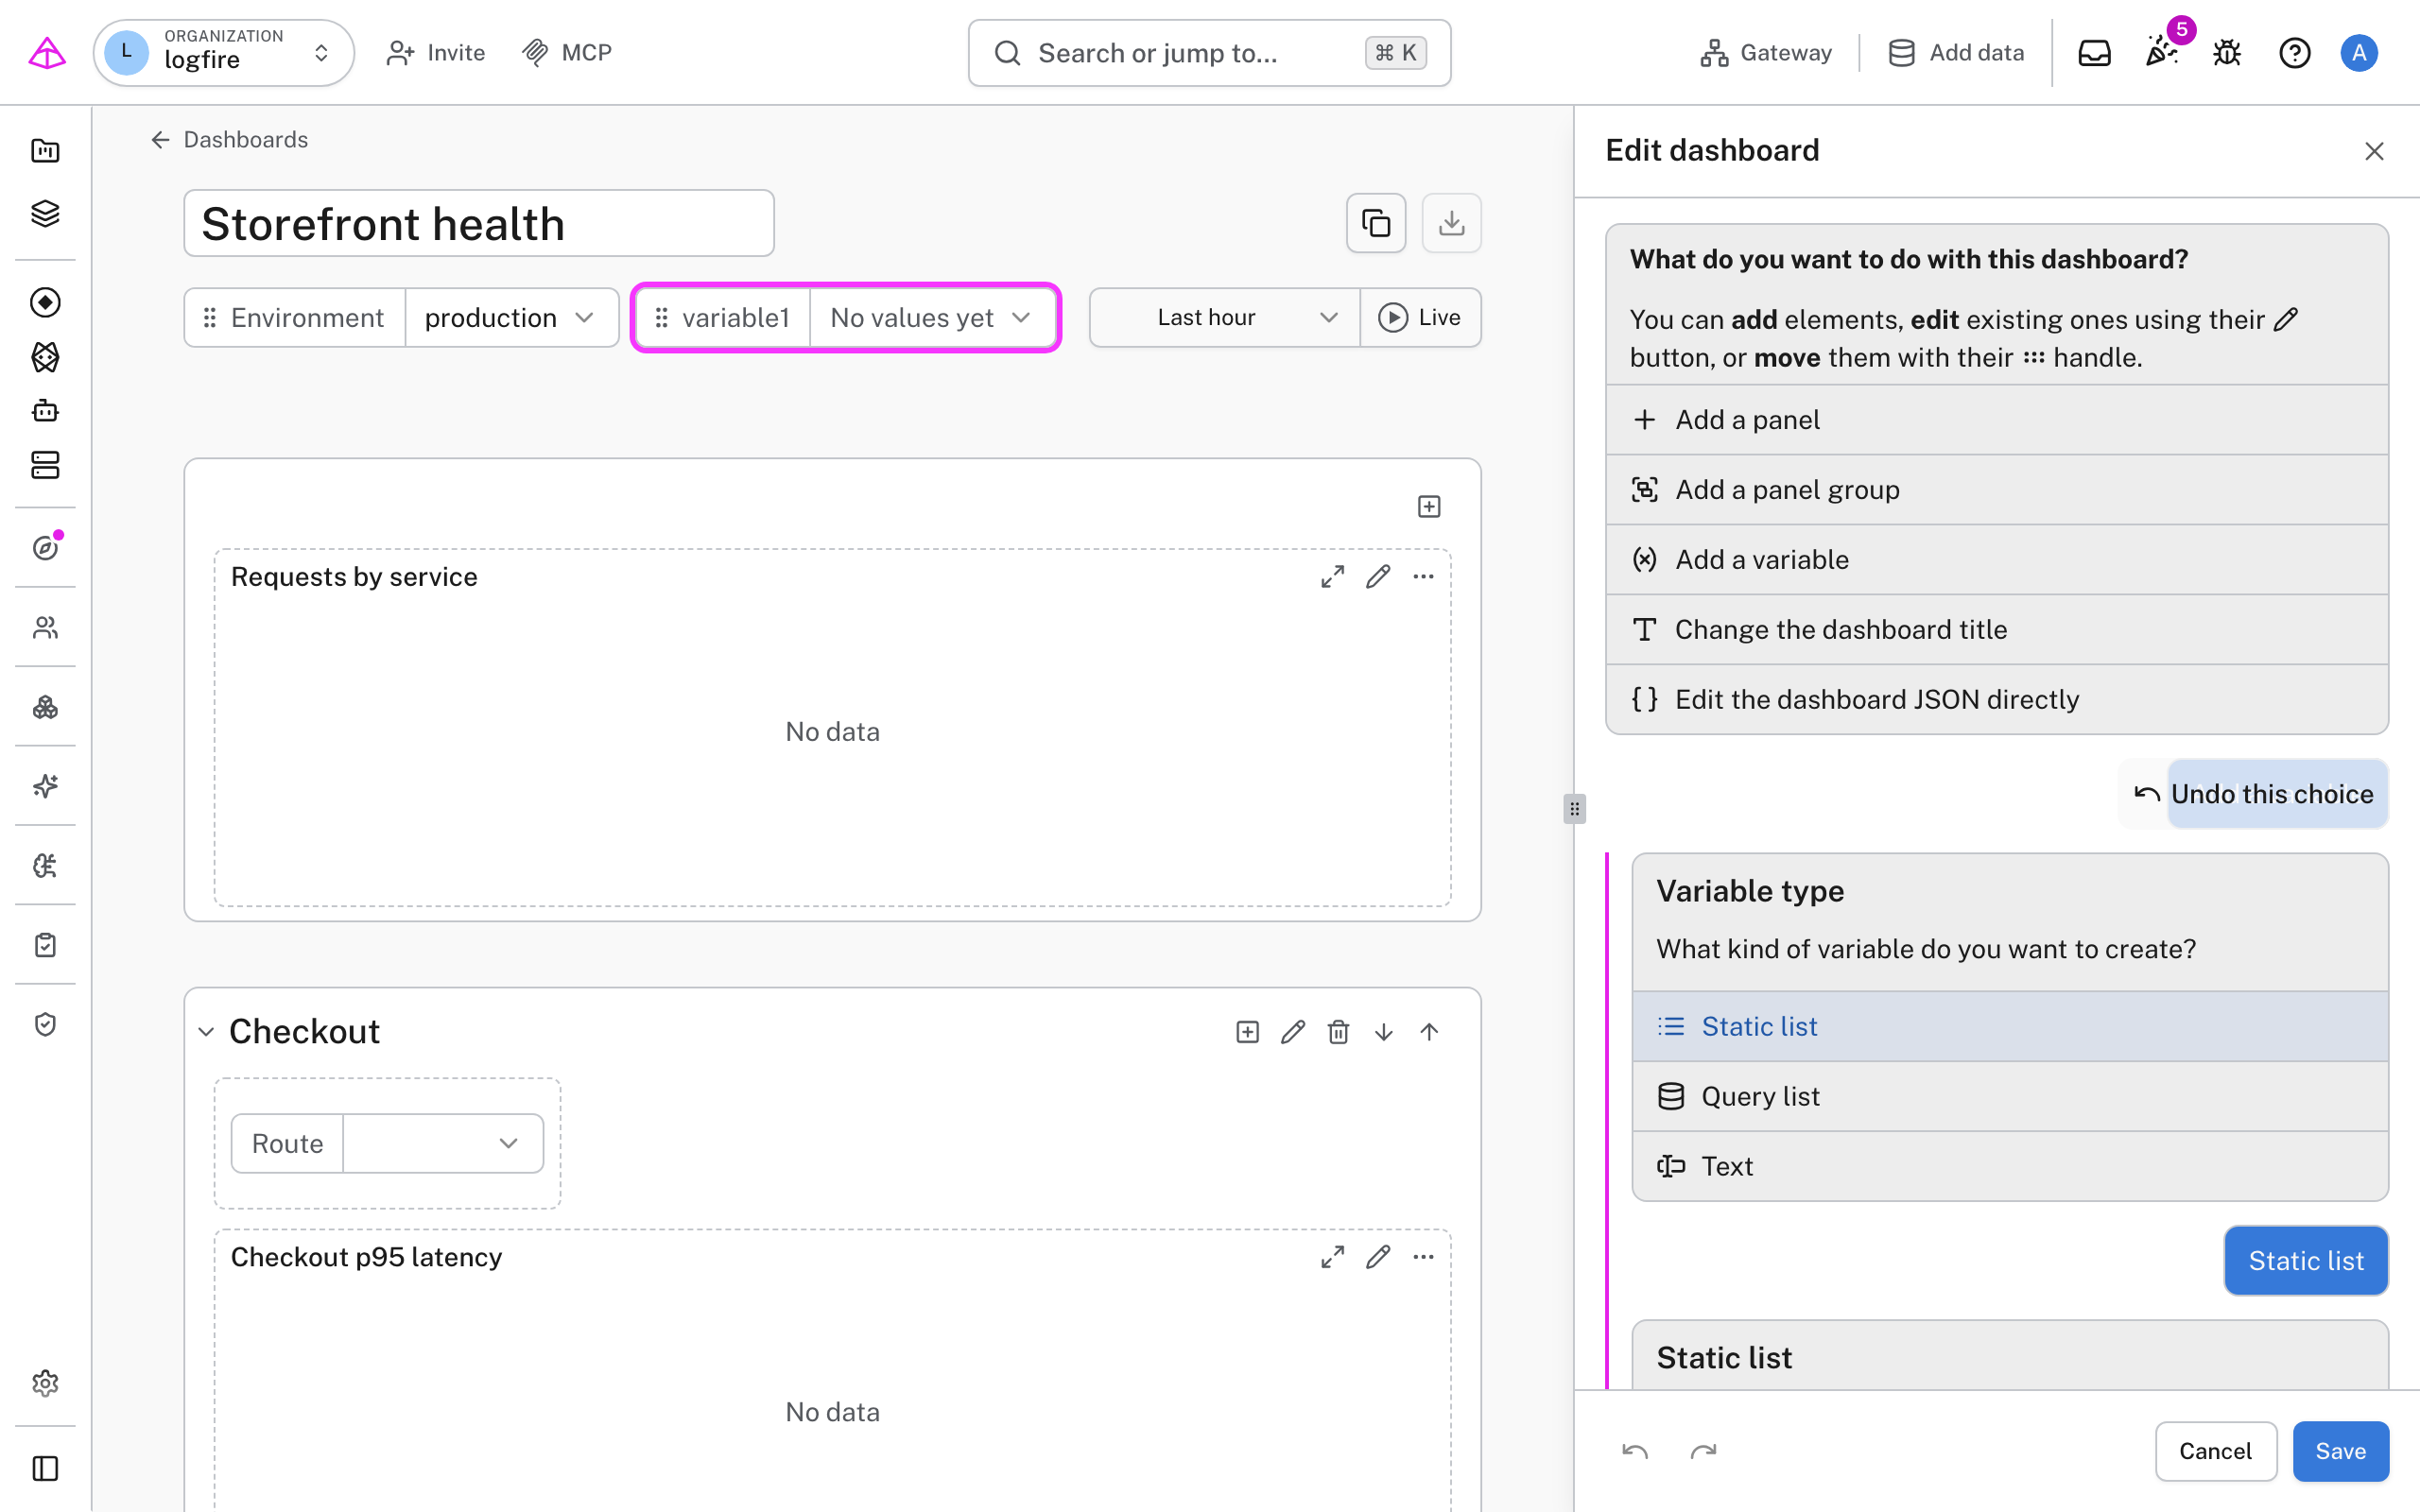 L
ORGANIZATION
logfire
Invite
MCP
Search or jump to...
⌘ K
Gateway
Add data
5
A
Dashboards
Storefront health
Environment
production
variable1
No values yet
Last hour
Live
Requests by service
No data
Checkout
Route
Checkout p95 latency
No data
Edit dashboard
What do you want to do with this dashboard?
You can add elements, edit existing ones using their
button, or move them with their handle.
Add a panel
Add a panel group
Add a variable
Change the dashboard title
Edit the dashboard JSON directly
Undo this choice
Variable type
What kind of variable do you want to create?
Static list
Query list
Text
Static list
Static list
Cancel
Save